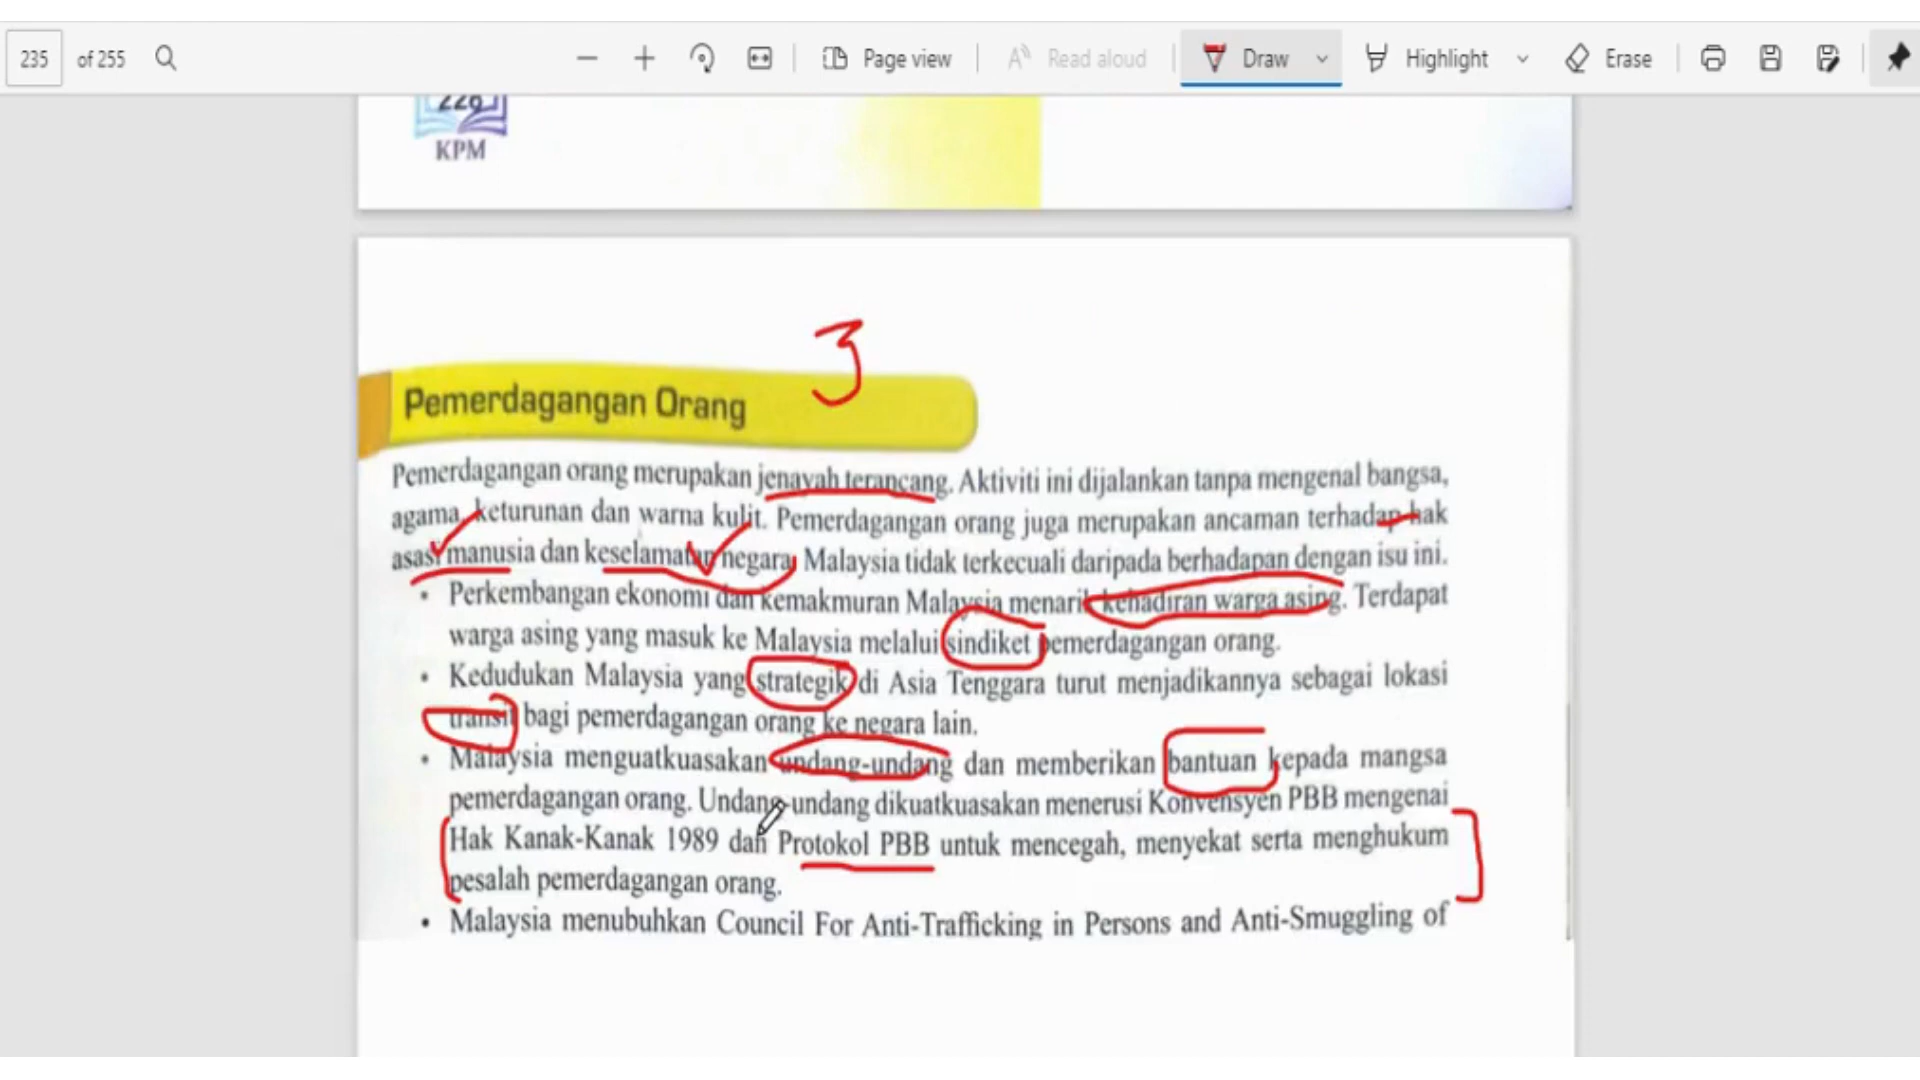 235 of 255 Page view Read aloud Draw Highlight Erase
226
KPM
3
Pemerdagangan Orang
Pemerdagangan orang merupakan jenayah terancang. Aktiviti ini dijalankan tanpa mengenal bangsa,
agama, keturunan dan warna kulit. Pemerdagangan orang juga merupakan ancaman terhadap hak
asasi manusia dan keselamatan negara. Malaysia tidak terkecuali daripada berhadapan dengan isu ini.
• Perkembangan ekonomi dan kemakmuran Malaysia menarik kehadiran warga asing. Terdapat
warga asing yang masuk ke Malaysia melalui sindiket pemerdagangan orang.
• Kedudukan Malaysia yang strategik di Asia Tenggara turut menjadikannya sebagai lokasi
transit bagi pemerdagangan orang ke negara lain.
• Malaysia menguatkuasakan undang-undang dan memberikan bantuan kepada mangsa
pemerdagangan orang. Undang-undang dikuatkuasakan menerusi Konvensyen PBB mengenai
Hak Kanak-Kanak 1989 dan Protokol PBB untuk mencegah, menyekat serta menghukum
pesalah pemerdagangan orang.
• Malaysia menubuhkan Council For Anti-Trafficking in Persons and Anti-Smuggling of